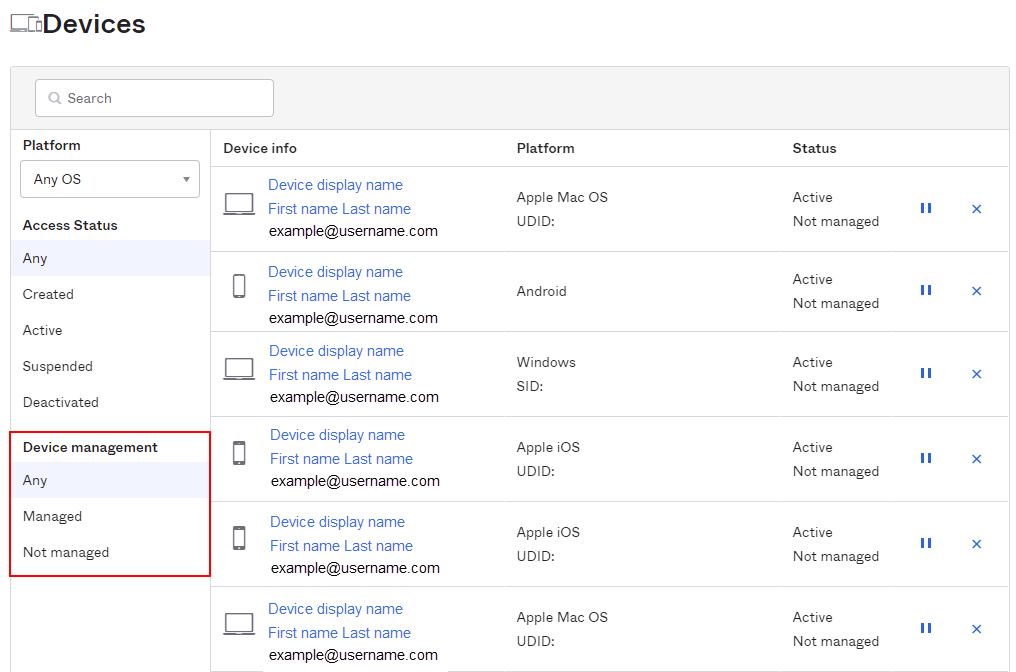 Devices
Search
Platform
Any OS
Access Status
Any
Created
Active
Suspended
Deactivated
Device management
Any
Managed
Not managed
Device info Platform Status
Device display name
First name Last name
example@username.com
Apple Mac OS
UDID:
Active
Not managed
Device display name
First name Last name
example@username.com
Android
Active
Not managed
Device display name
First name Last name
example@username.com
Windows
SID:
Active
Not managed
Device display name
First name Last name
example@username.com
Apple iOS
UDID:
Active
Not managed
Device display name
First name Last name
example@username.com
Apple iOS
UDID:
Active
Not managed
Device display name
First name Last name
example@username.com
Apple Mac OS
UDID:
Active
Not managed